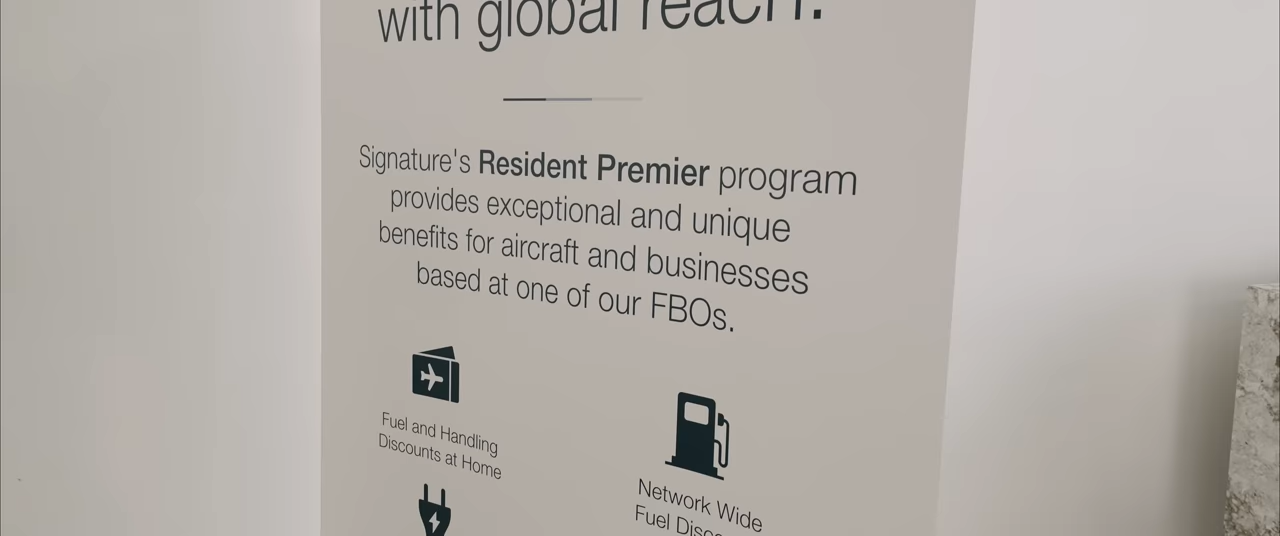 with global reach.
Signature's Resident Premier program
provides exceptional and unique
benefits for aircraft and businesses
based at one of our FBOs.
Fuel and Handling
Discounts at Home
Network Wide
Fuel